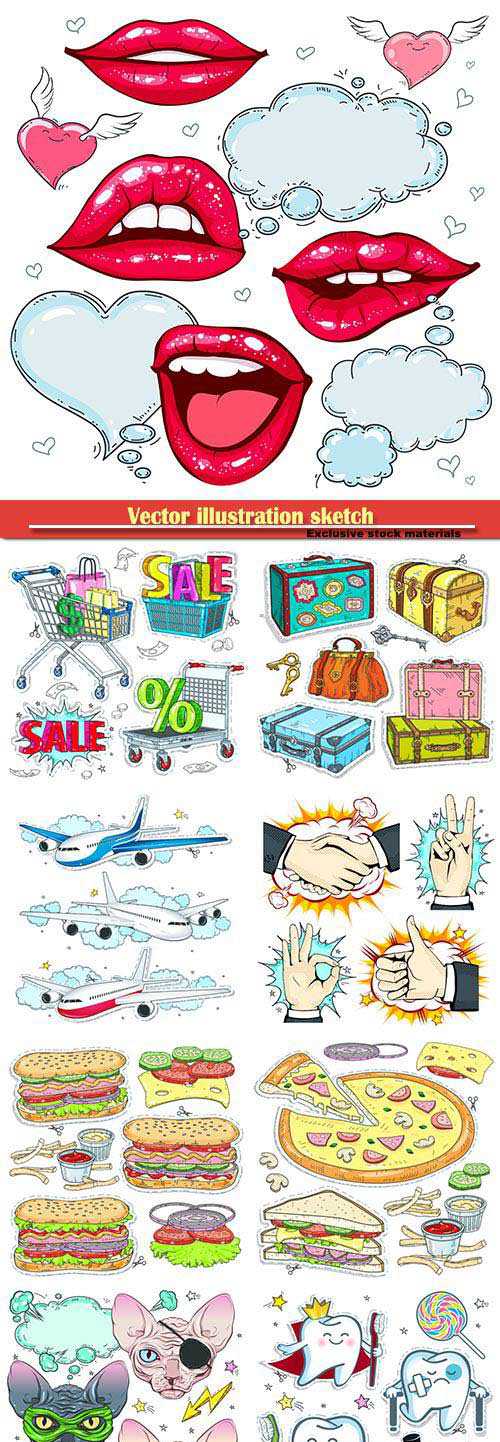 Vector illustration sketch
Exclusive stock materials
SALE
$
%
SALE